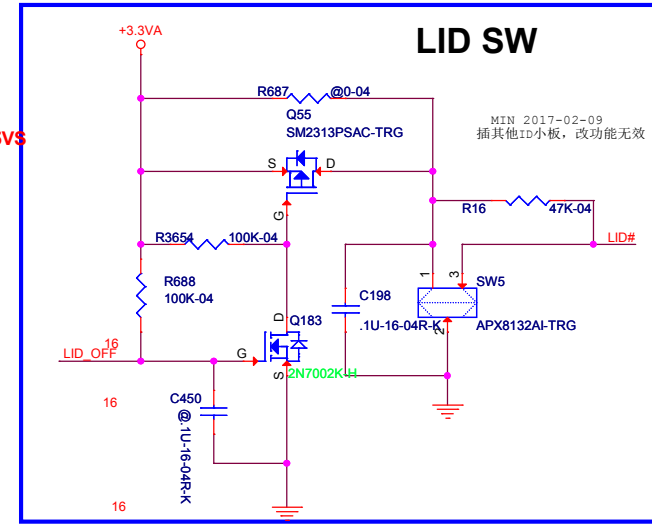 LID SW
+3.3VA
R687
@0-04
Q55
SM2313PSAC-TRG
MIN 2017-02-09
插其他ID小板，改功能无效
5VS
S
D
G
R16
47K-04
R3654
100K-04
LID#
R688
100K-04
1
3
SW5
C198
.1U-16-04R-K
APX8132AI-TRG
2
D
Q183
16
LID_OFF
G
S
2N7002K-H
16
C450
@.1U-16-04R-K
16